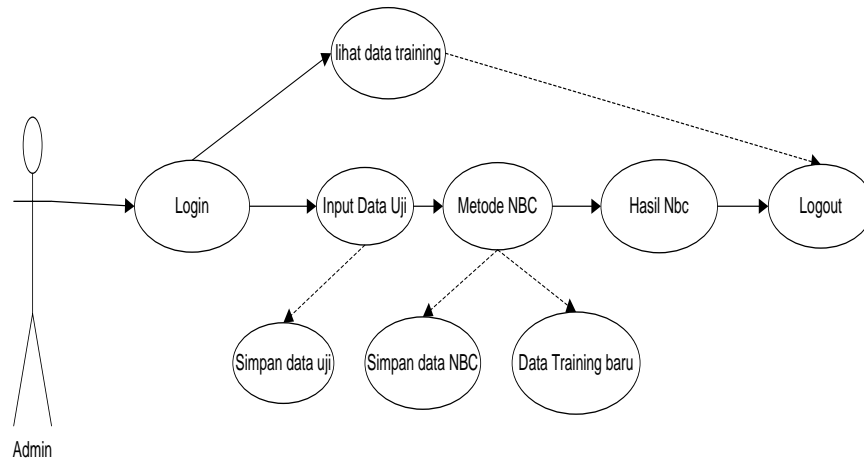 lihat data training
Login
Input Data Uji
Metode NBC
Hasil Nbc
Logout
Simpan data uji
Simpan data NBC
Data Training baru
Admin